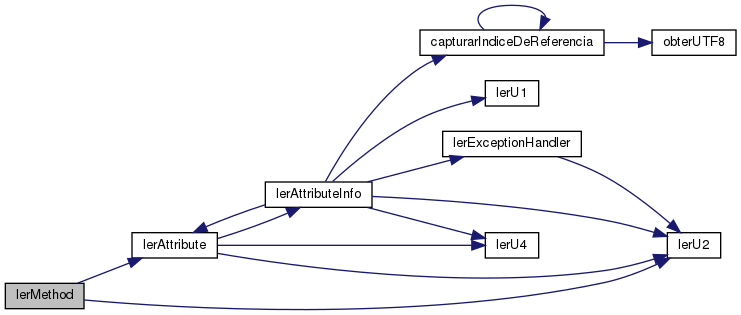 capturarIndiceDeReferencia
obterUTF8
lerU1
lerExceptionHandler
lerAttributeInfo
lerAttribute
lerU4
lerU2
lerMethod